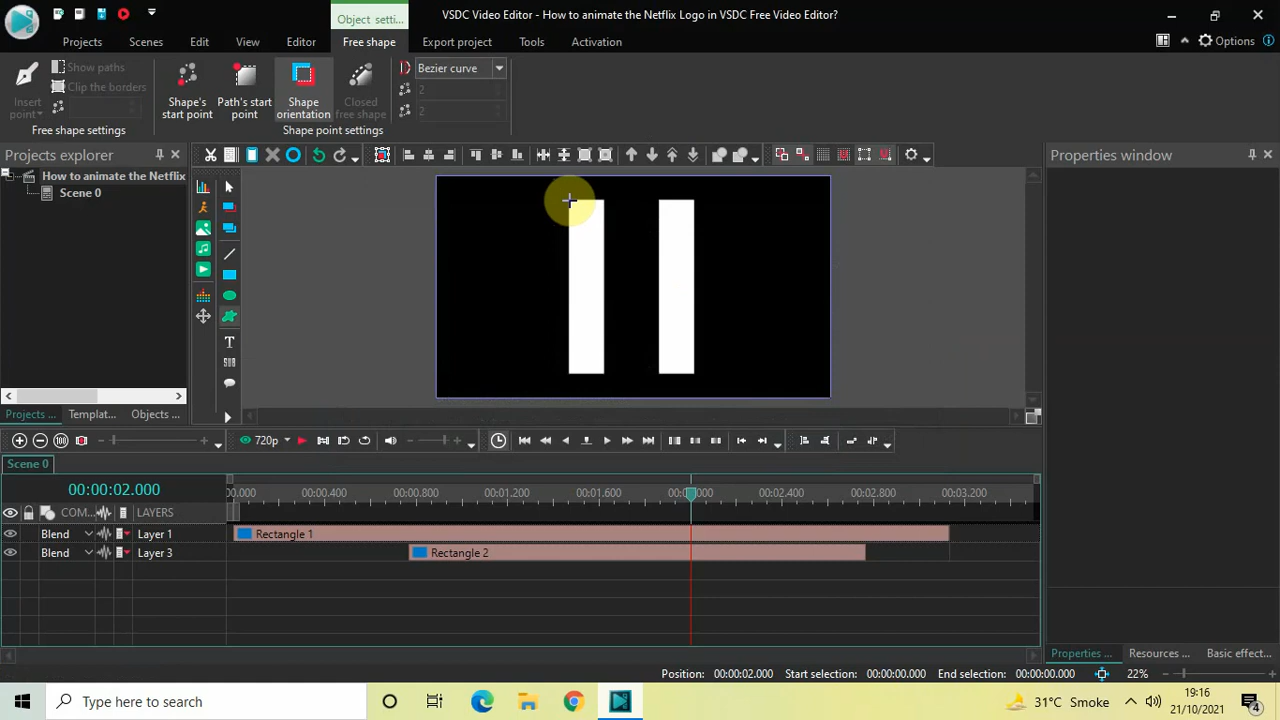 VSDC Video Editor - How to animate the Netflix Logo in VSDC Free Video Editor?
Object setti...
Projects Scenes Edit View Editor Free shape Export project Tools Activation Options
Show paths
Clip the borders
Insert point
Shape's start point
Path's start point
Shape orientation
Closed free shape
Bezier curve
2
2
Free shape settings
Shape point settings
Projects explorer
Properties window
How to animate the Netflix
Scene 0
T
Projects ... Templat... Objects ...
720p
Scene 0
00:00:02.000
00.000 00:00.400 00:00.800 00:01.200 00:01.600 00:02.400 00:02.800 00:03.200
COM... LAYERS
Blend Layer 1 Rectangle 1
Blend Layer 3 Rectangle 2
Properties ... Resources ... Basic effect...
Position: 00:00:02.000 Start selection: 00:00:00.000 End selection: 00:00:00.000 22%
Type here to search
31°C Smoke
19:16
21/10/2021
4